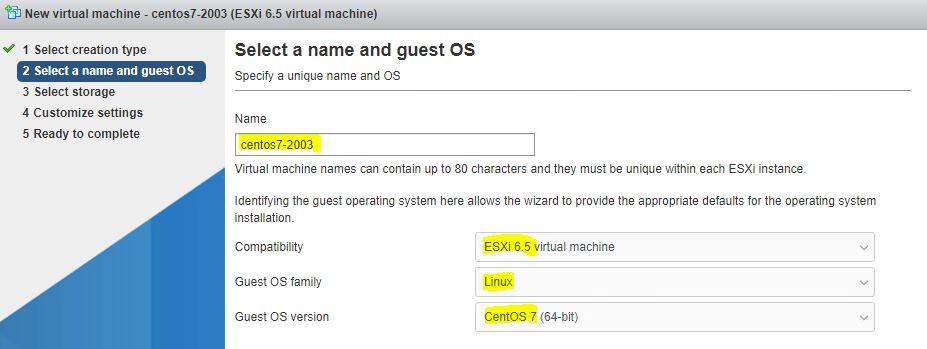 New virtual machine - centos7-2003 (ESXi 6.5 virtual machine)
1 Select creation type
2 Select a name and guest OS
3 Select storage
4 Customize settings
5 Ready to complete
Select a name and guest OS
Specify a unique name and OS
Name
centos7-2003
Virtual machine names can contain up to 80 characters and they must be unique within each ESXi instance.
Identifying the guest operating system here allows the wizard to provide the appropriate defaults for the operating system
installation.
Compatibility
ESXi 6.5 virtual machine
Guest OS family
Linux
Guest OS version
CentOS 7 (64-bit)